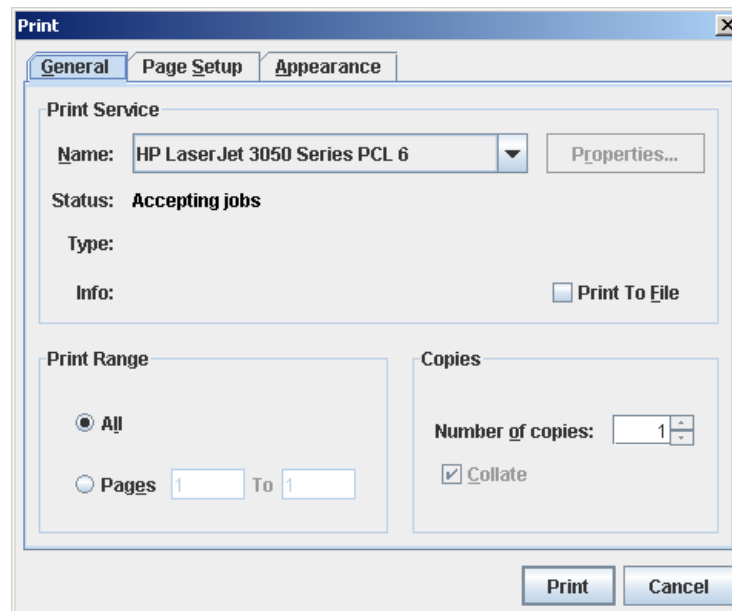 Print
General Page Setup Appearance
Print Service
Name: HP LaserJet 3050 Series PCL 6 Properties...
Status: Accepting jobs
Type:
Info: Print To File
Print Range Copies
All
Number of copies: 1
Pages 1 To 1
Collate
Print Cancel